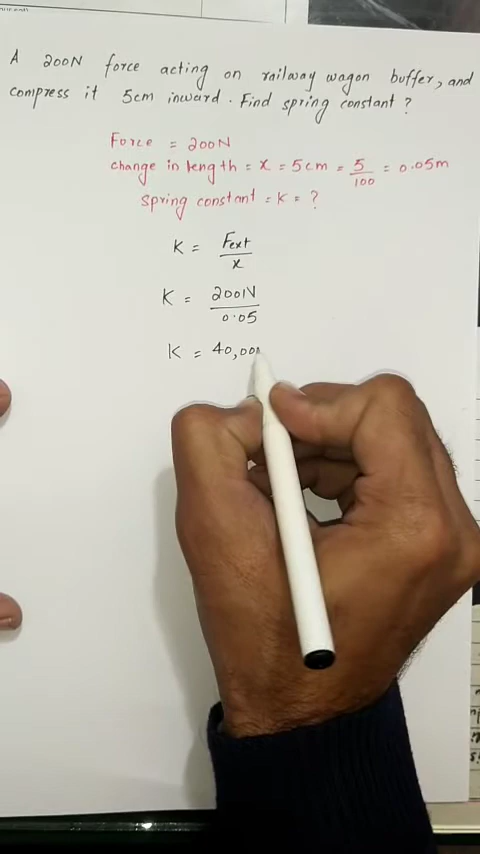 A 200N force acting on railway wagon buffer, and
compress it 5cm inward. Find spring constant?
Force = 200N
change in length = x = 5cm = 5/100 = 0.05m
spring constant = K = ?
K = Fext/x
K = 200N/0.05
K = 40,000